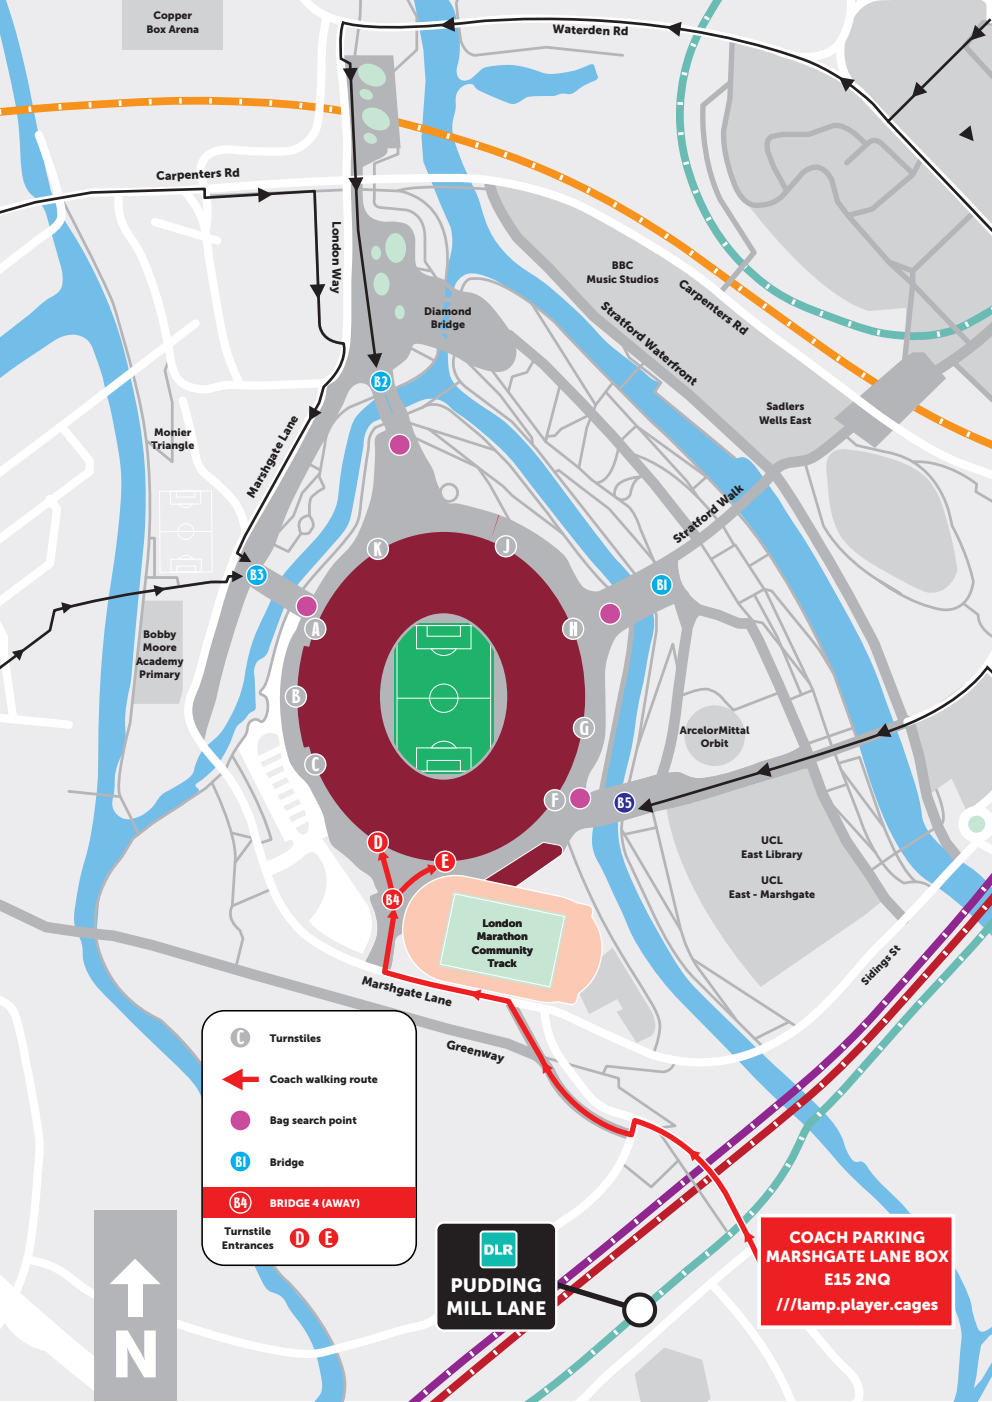 Copper
Box Arena
Waterden Rd
Carpenters Rd
London Way
BBC
Music Studios
Carpenters Rd
Diamond
Bridge
Stratford Waterfront
B2
Sadlers
Wells East
Monier
Triangle
Marshgate Lane
Stratford Walk
K
J
B3
B1
A
H
Bobby
Moore
Academy
Primary
B
G
ArcelorMittal
Orbit
C
F
B5
D
E
UCL
East Library
UCL
East - Marshgate
B4
London
Marathon
Community
Track
Sidings St
Marshgate Lane
Greenway
C
Turnstiles
Coach walking route
Bag search point
B1
Bridge
B4
BRIDGE 4 (AWAY)
Turnstile
Entrances
D
E
DLR
PUDDING
MILL LANE
COACH PARKING
MARSHGATE LANE BOX
E15 2NQ
///lamp.player.cages
N